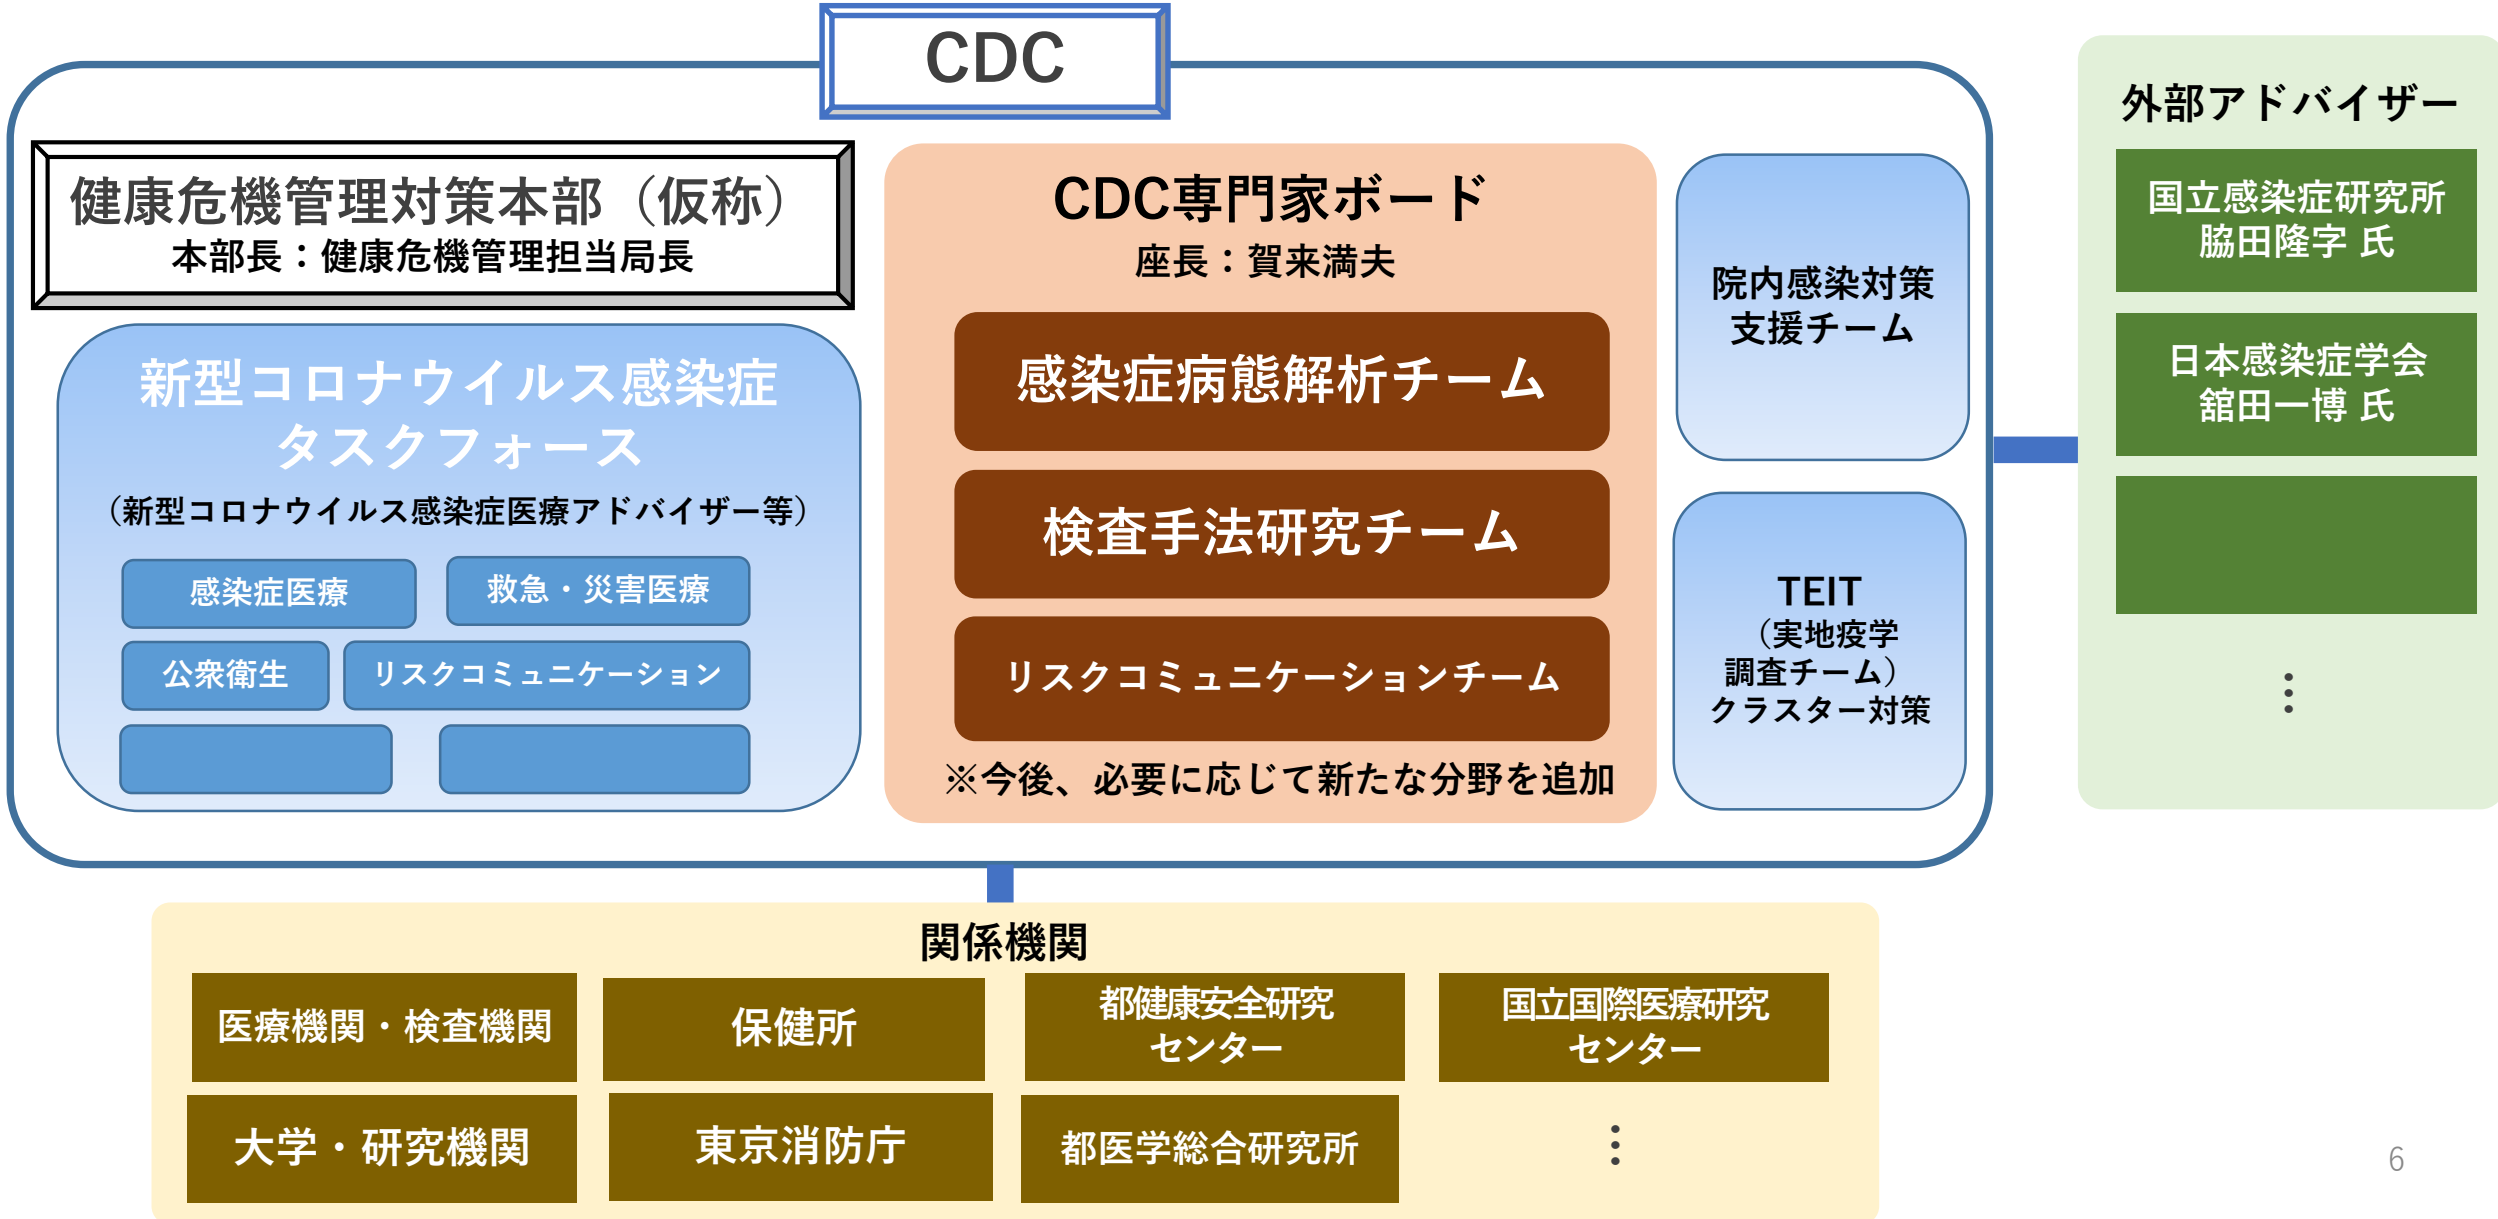 CDC
健康危機管理対策本部（仮称）
本部長：健康危機管理担当局長
新型コロナウイルス感染症
タスクフォース
（新型コロナウイルス感染症医療アドバイザー等）
感染症医療
救急・災害医療
公衆衛生
リスクコミュニケーション
CDC専門家ボード
座長：賀来満夫
感染症病態解析チーム
検査手法研究チーム
リスクコミュニケーションチーム
※今後、必要に応じて新たな分野を追加
院内感染対策
支援チーム
TEIT
（実地疫学
調査チーム）
クラスター対策
外部アドバイザー
国立感染症研究所
脇田隆字 氏
日本感染症学会
舘田一博 氏
⋮
関係機関
医療機関・検査機関
保健所
都健康安全研究
センター
国立国際医療研究
センター
大学・研究機関
東京消防庁
都医学総合研究所
⋮
6